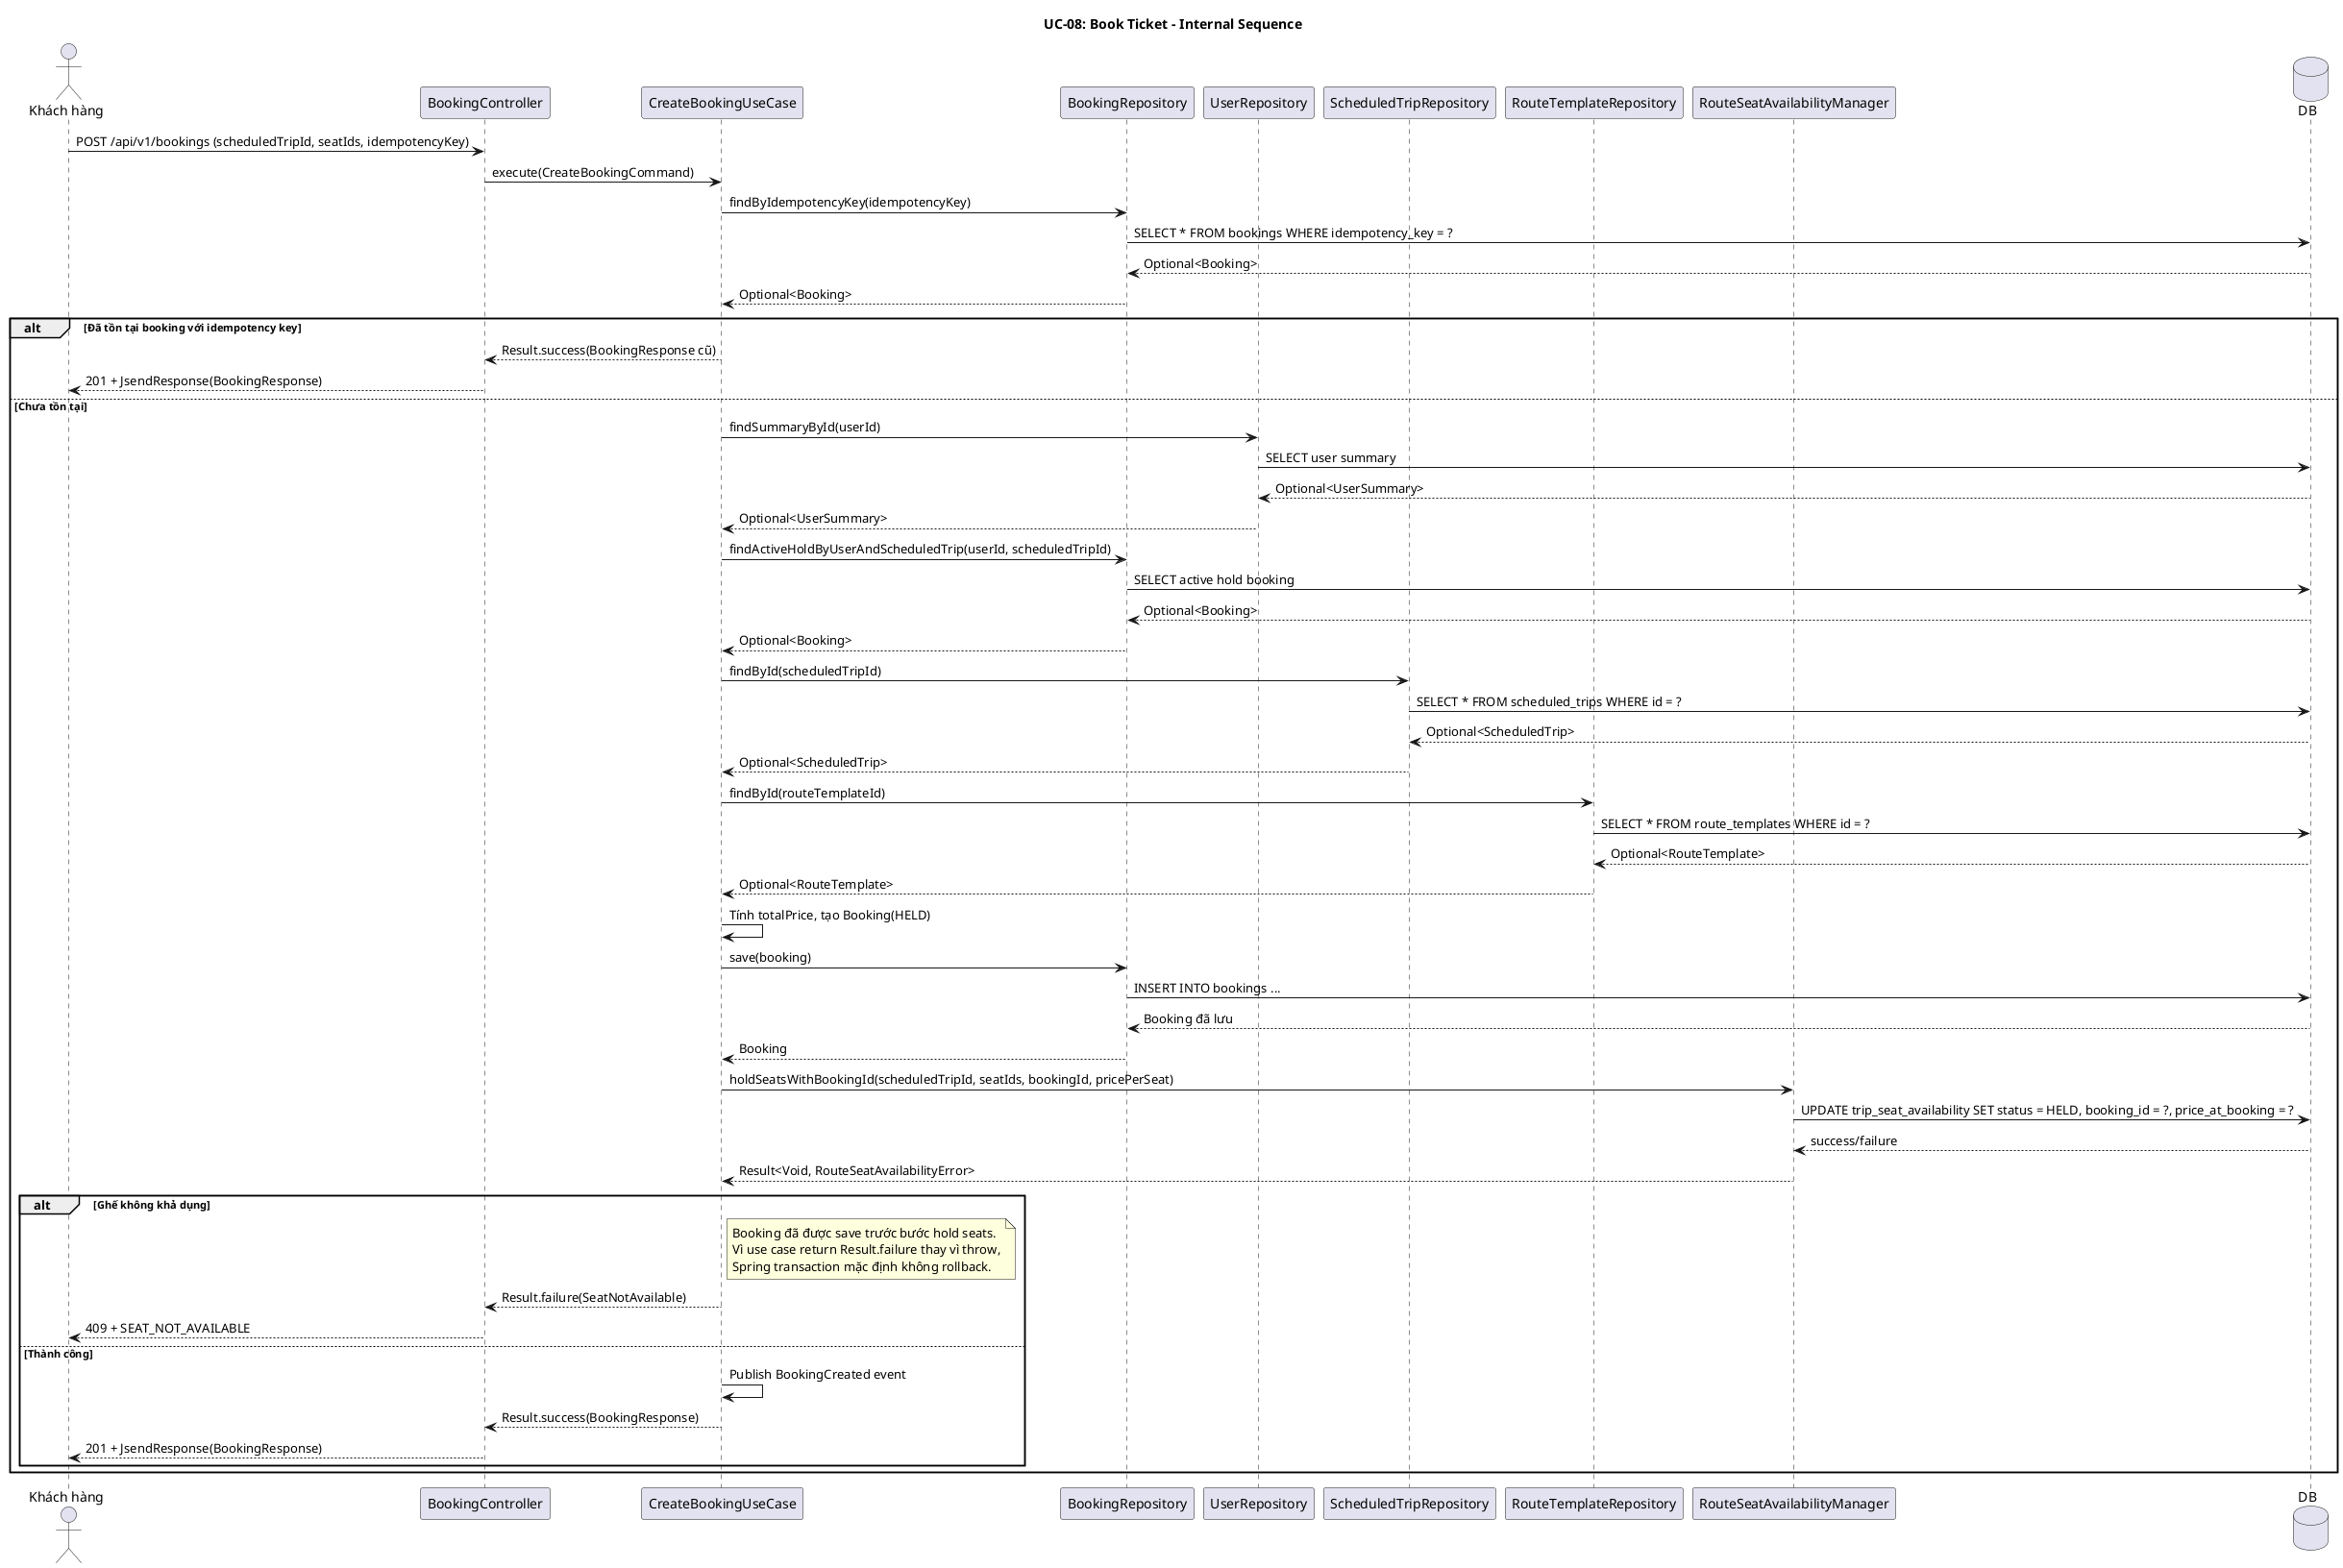 UC-08: Book Ticket - Internal Sequence
Khách hàng
BookingController
CreateBookingUseCase
BookingRepository
UserRepository
ScheduledTripRepository
RouteTemplateRepository
RouteSeatAvailabilityManager
DB
POST /api/v1/bookings (scheduledTripId, seatIds, idempotencyKey)
execute(CreateBookingCommand)
findByIdempotencyKey(idempotencyKey)
SELECT * FROM bookings WHERE idempotency_key = ?
Optional<Booking>
Optional<Booking>
alt [Đã tồn tại booking với idempotency key]
Result.success(BookingResponse cũ)
201 + JsendResponse(BookingResponse)
[Chưa tồn tại]
findSummaryById(userId)
SELECT user summary
Optional<UserSummary>
Optional<UserSummary>
findActiveHoldByUserAndScheduledTrip(userId, scheduledTripId)
SELECT active hold booking
Optional<Booking>
Optional<Booking>
findById(scheduledTripId)
SELECT * FROM scheduled_trips WHERE id = ?
Optional<ScheduledTrip>
Optional<ScheduledTrip>
findById(routeTemplateId)
SELECT * FROM route_templates WHERE id = ?
Optional<RouteTemplate>
Optional<RouteTemplate>
Tính totalPrice, tạo Booking(HELD)
save(booking)
INSERT INTO bookings ...
Booking đã lưu
Booking
holdSeatsWithBookingId(scheduledTripId, seatIds, bookingId, pricePerSeat)
UPDATE trip_seat_availability SET status = HELD, booking_id = ?, price_at_booking = ?
success/failure
Result<Void, RouteSeatAvailabilityError>
alt [Ghế không khả dụng]
Booking đã được save trước bước hold seats.
Vì use case return Result.failure thay vì throw,
Spring transaction mặc định không rollback.
Result.failure(SeatNotAvailable)
409 + SEAT_NOT_AVAILABLE
[Thành công]
Publish BookingCreated event
Result.success(BookingResponse)
201 + JsendResponse(BookingResponse)
Khách hàng
BookingController
CreateBookingUseCase
BookingRepository
UserRepository
ScheduledTripRepository
RouteTemplateRepository
RouteSeatAvailabilityManager
DB